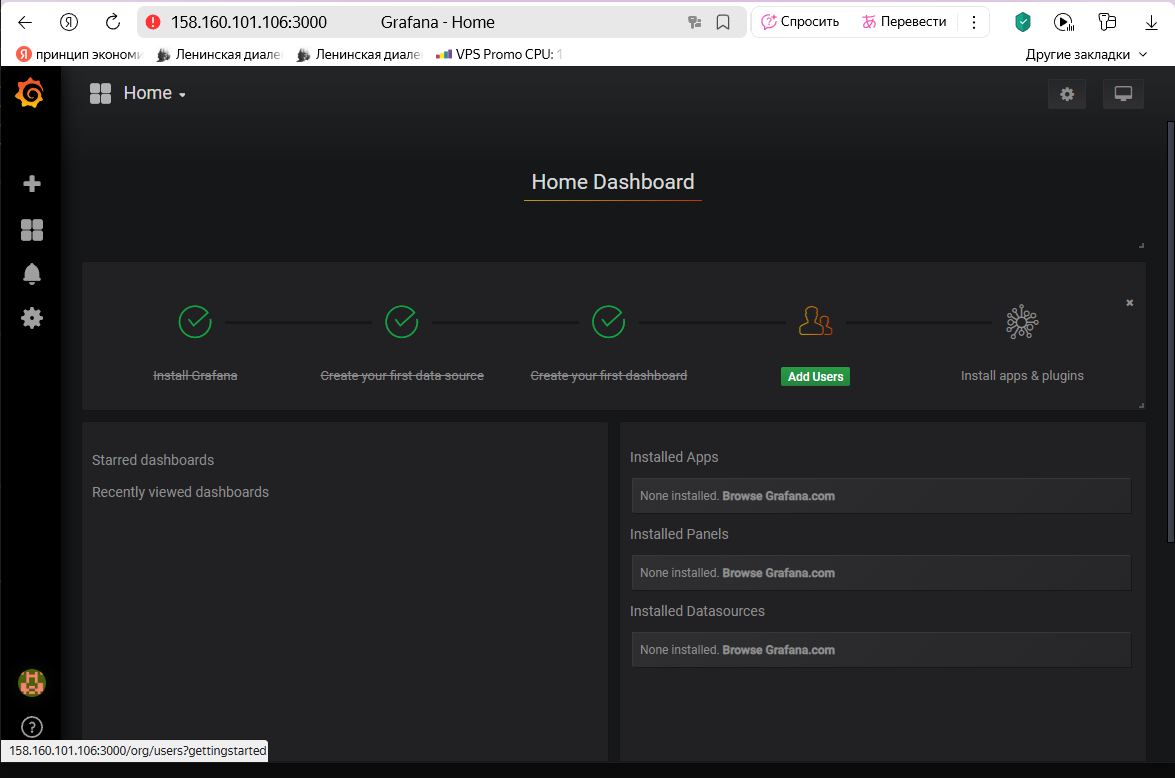 158.160.101.106:3000 Grafana - Home Спросить Перевести
принцип экономи Ленинская диале Ленинская диале VPS Promo CPU: 1 Другие закладки
Home
Home Dashboard
Install Grafana Create your first data source Create your first dashboard Add Users Install apps & plugins
Starred dashboards
Recently viewed dashboards
Installed Apps
None installed. Browse Grafana.com
Installed Panels
None installed. Browse Grafana.com
Installed Datasources
None installed. Browse Grafana.com
158.160.101.106:3000/org/users?gettingstarted